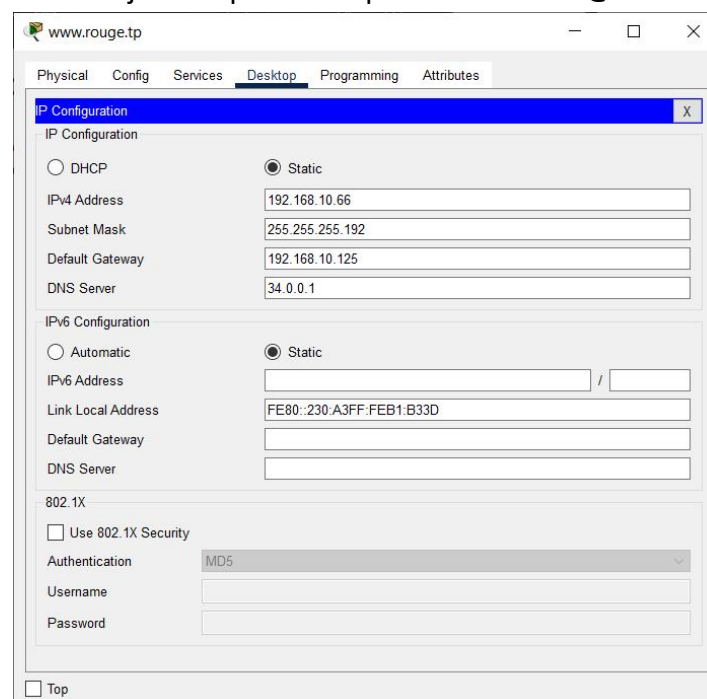 www.rouge.tp
Physical Config Services Desktop Programming Attributes
IP Configuration X
IP Configuration
DHCP Static
IPv4 Address 192.168.10.66
Subnet Mask 255.255.255.192
Default Gateway 192.168.10.125
DNS Server 34.0.0.1
IPv6 Configuration
Automatic Static
IPv6 Address /
Link Local Address FE80::230:A3FF:FEB1:B33D
Default Gateway
DNS Server
802.1X
Use 802.1X Security
Authentication MD5
Username
Password
Top